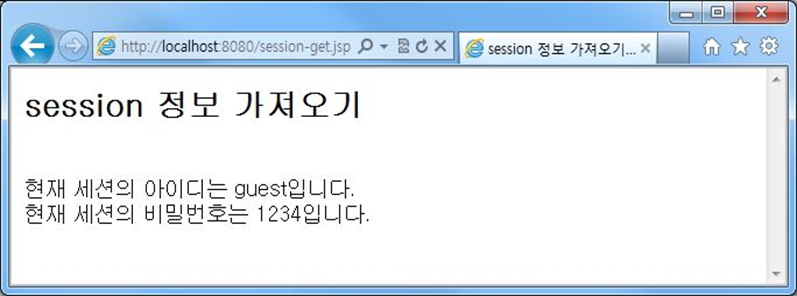 http://localhost:8080/session-get.jsp
session 정보 가져오기...
session 정보 가져오기
현재 세션의 아이디는 guest입니다.
현재 세션의 비밀번호는 1234입니다.